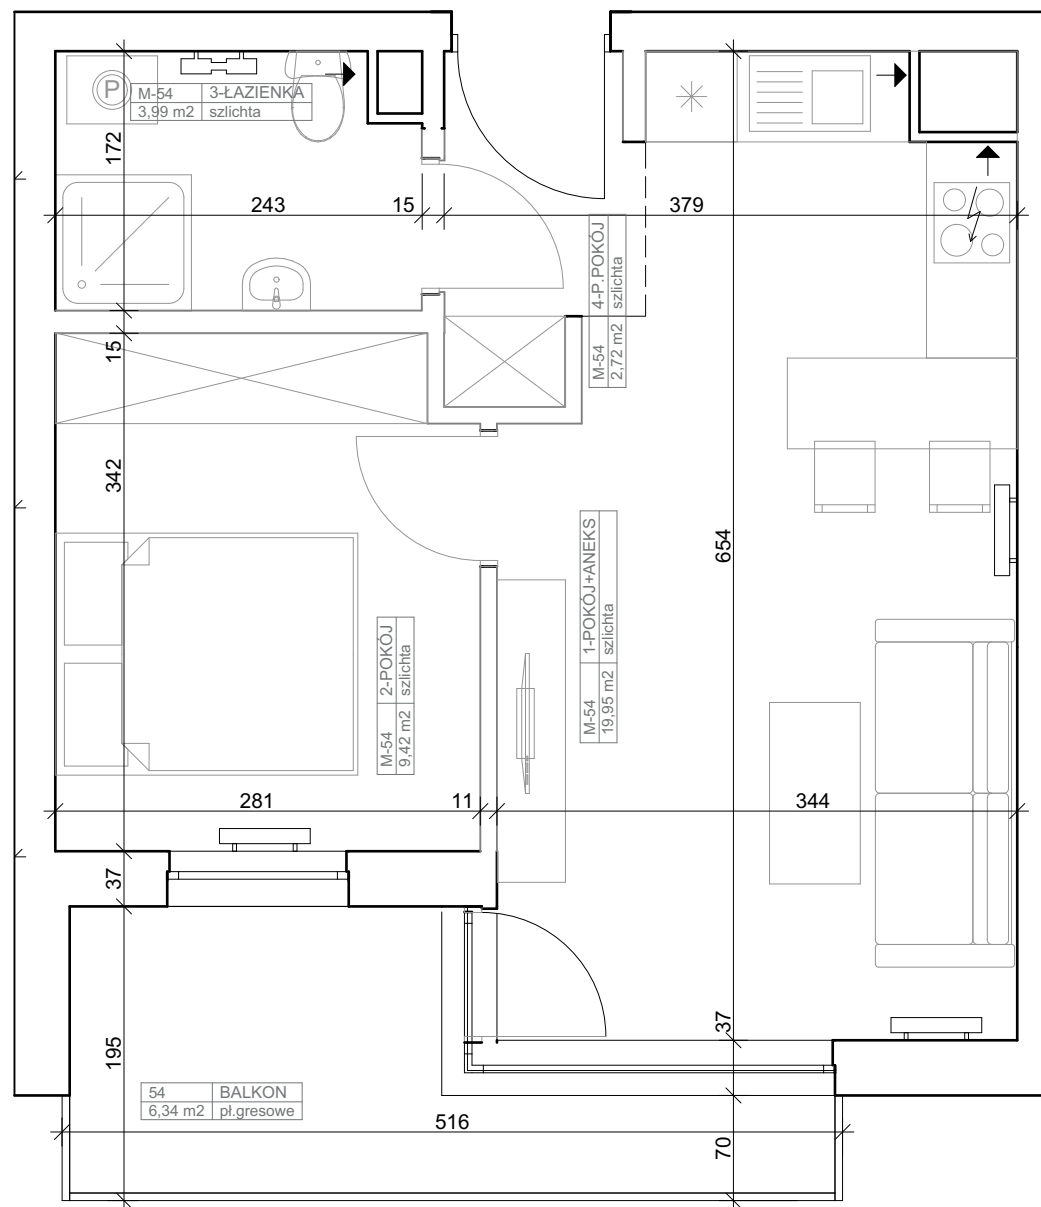 P
M-54 3-ŁAZIENKA
3,99 m2 szlichta
172
243
15
379
M-54 4-P.POKÓJ
2,72 m2 szlichta
15
342
654
M-54 1-POKÓJ+ANEKS
19,95 m2 szlichta
M-54 2-POKÓJ
9,42 m2 szlichta
281
11
344
37
37
195
54 BALKON
6,34 m2 pł.gresowe
516
70